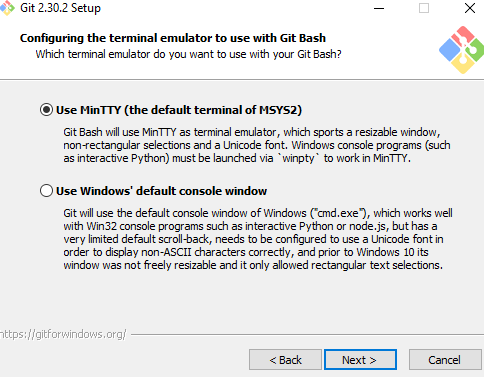 Git 2.30.2 Setup
Configuring the terminal emulator to use with Git Bash
Which terminal emulator do you want to use with your Git Bash?
Use MinTTY (the default terminal of MSYS2)
Git Bash will use MinTTY as terminal emulator, which sports a resizable window,
non-rectangular selections and a Unicode font. Windows console programs (such
as interactive Python) must be launched via `winpty` to work in MinTTY.
Use Windows' default console window
Git will use the default console window of Windows ("cmd.exe"), which works well
with Win32 console programs such as interactive Python or node.js, but has a
very limited default scroll-back, needs to be configured to use a Unicode font in
order to display non-ASCII characters correctly, and prior to Windows 10 its
window was not freely resizable and it only allowed rectangular text selections.
https://gitforwindows.org/
< Back
Next >
Cancel